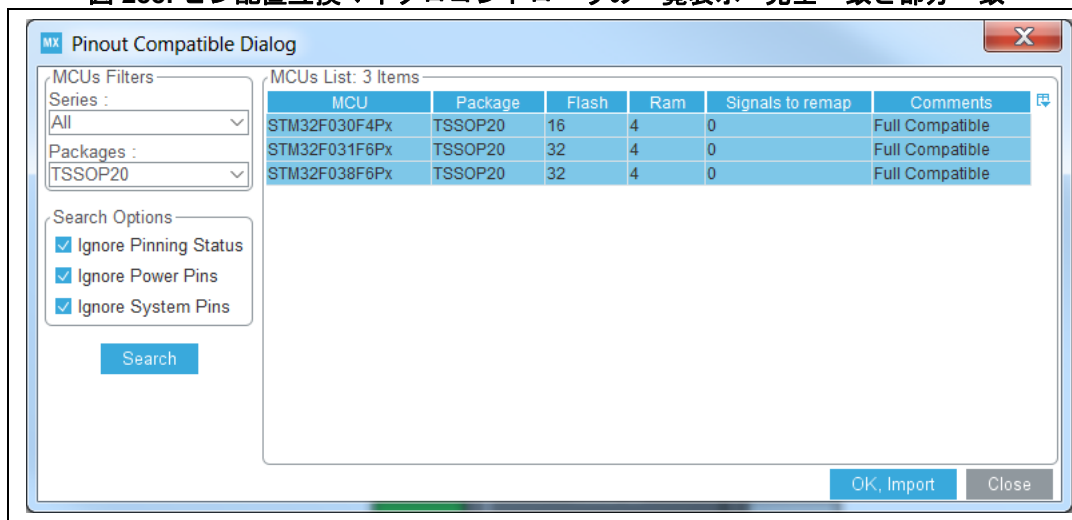 MX Pinout Compatible Dialog
X
MCUs Filters
Series :
All
Packages :
TSSOP20
Search Options
Ignore Pinning Status
Ignore Power Pins
Ignore System Pins
Search
MCUs List: 3 Items
MCU Package Flash Ram Signals to remap Comments
STM32F030F4Px TSSOP20 16 4 0 Full Compatible
STM32F031F6Px TSSOP20 32 4 0 Full Compatible
STM32F038F6Px TSSOP20 32 4 0 Full Compatible
OK, Import Close